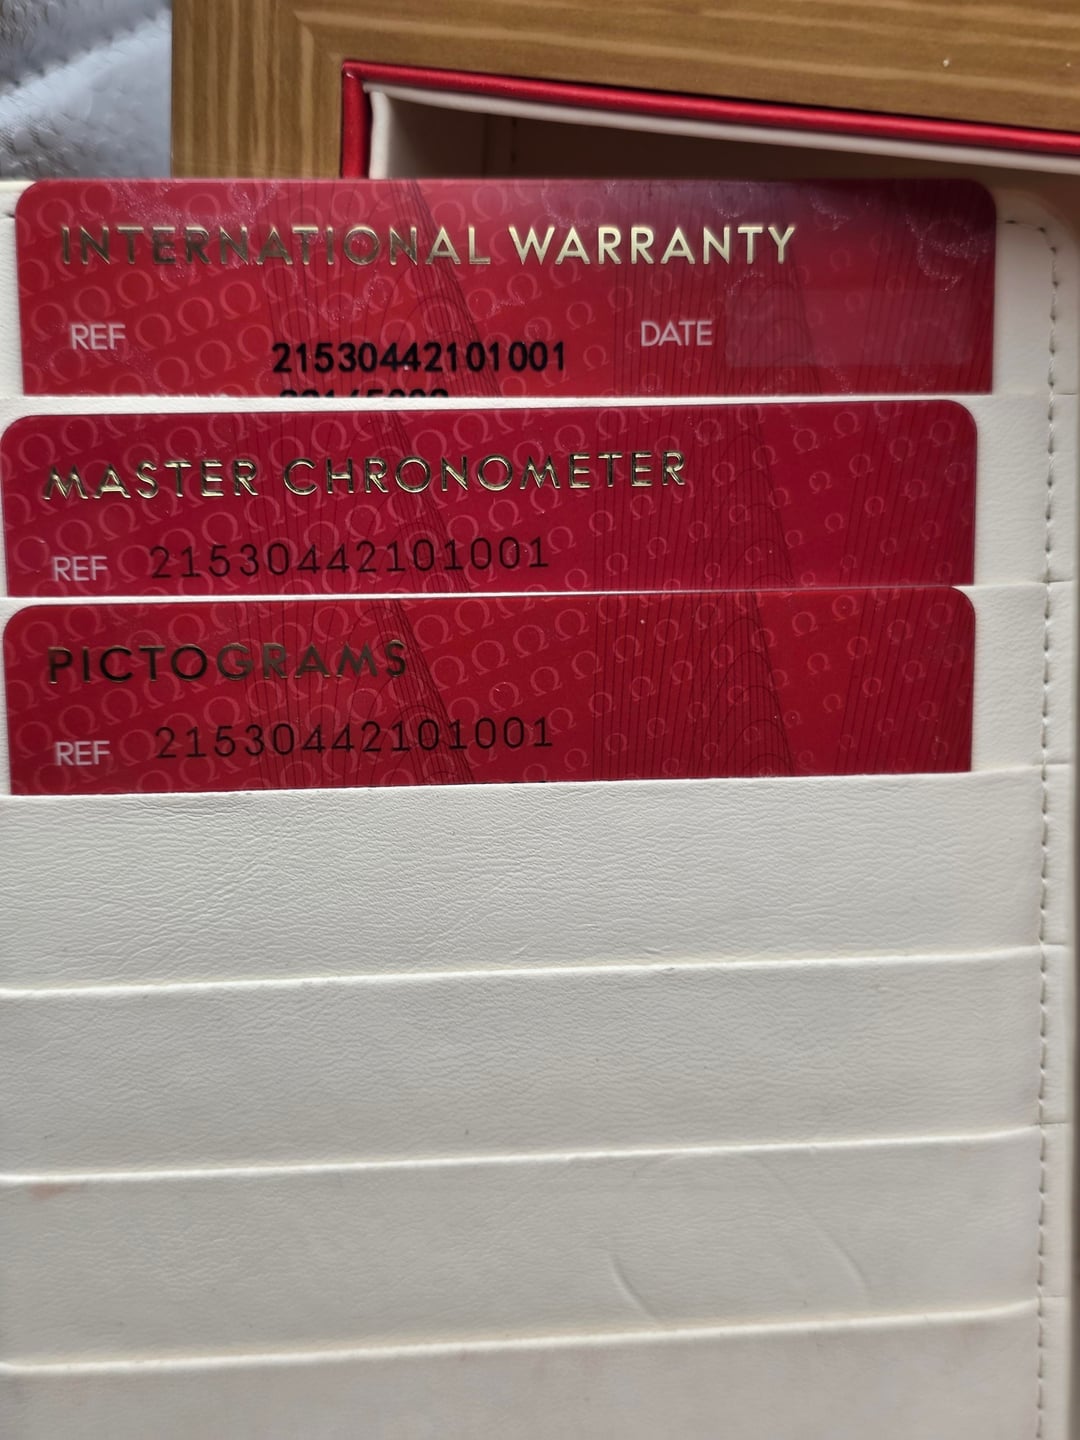 INTERNATIONAL WARRANTY
REF
DATE
21530442101001
MASTER CHRONOMETER
REF 21530442101001
PICTOGRAMS
REF 21530442101001